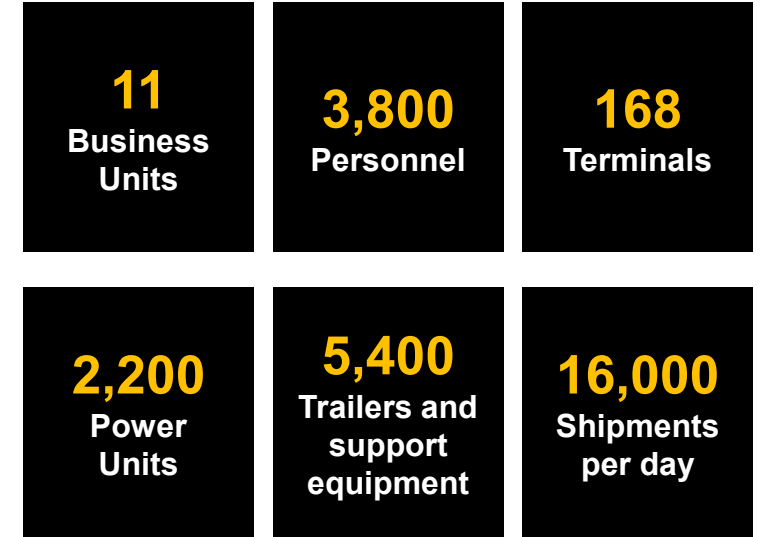 11
Business
Units
3,800
Personnel
168
Terminals
2,200
Power
Units
5,400
Trailers and
support
equipment
16,000
Shipments
per day